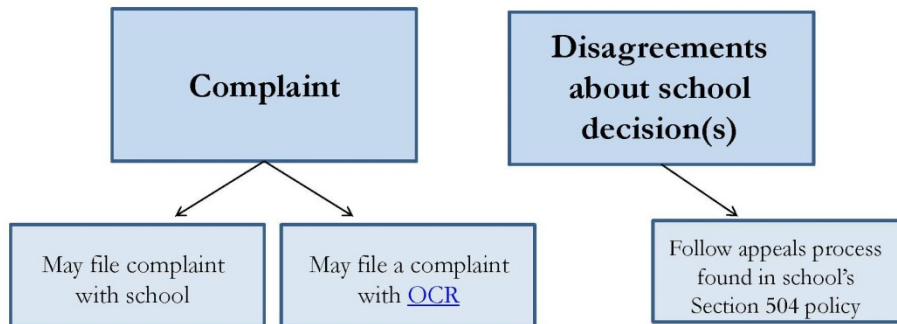 Complaint
Disagreements
about school
decision(s)
May file complaint
with school
May file a complaint
with OCR
Follow appeals process
found in school's
Section 504 policy